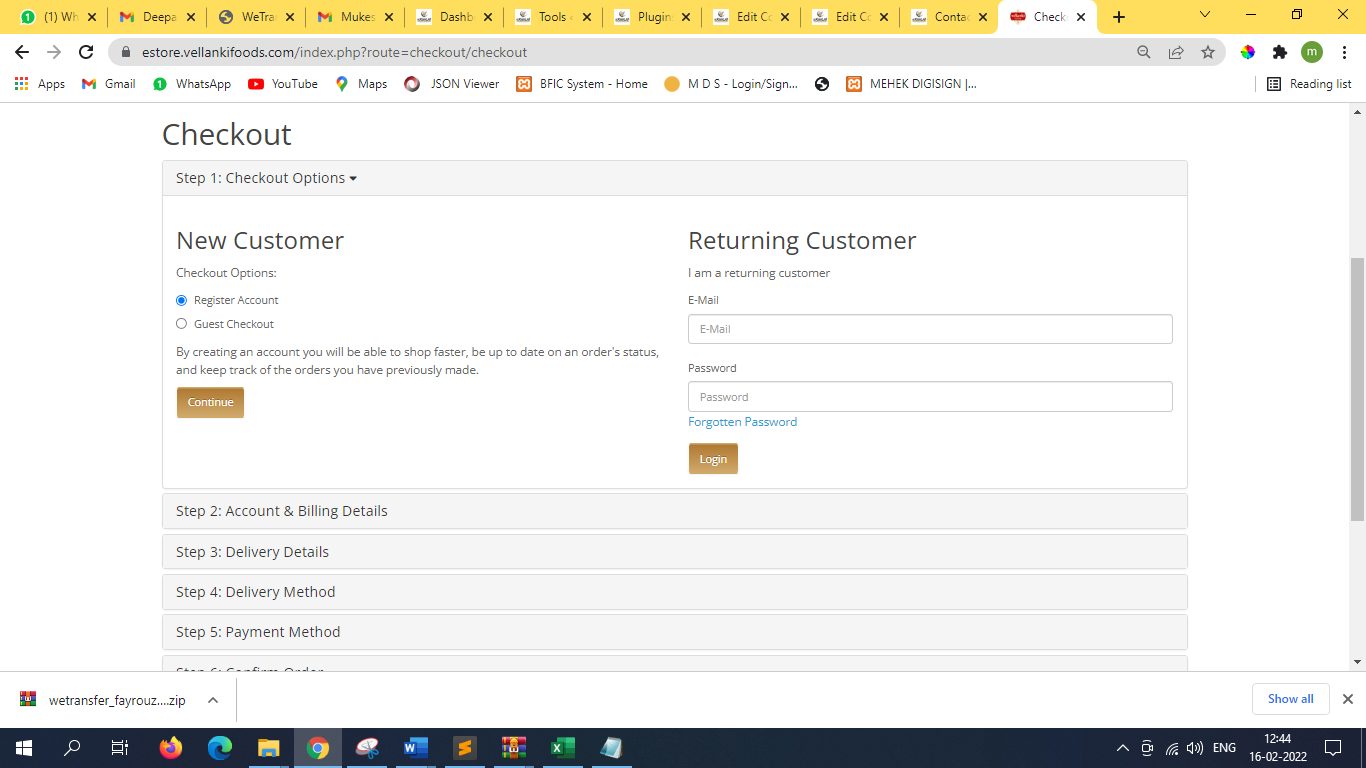 (1) Wh
Deepa
WeTra
Mukes
Dashb
Tools
Plugin
Edit Co
Edit Co
Contac
Check
estore.vellankifoods.com/index.php?route=checkout/checkout
m
Apps
Gmail
WhatsApp
YouTube
Maps
JSON Viewer
BFIC System - Home
M D S - Login/Sign...
MEHEK DIGISIGN |...
Reading list
Checkout
Step 1: Checkout Options
New Customer
Checkout Options:
Register Account
Guest Checkout
By creating an account you will be able to shop faster, be up to date on an order's status,
and keep track of the orders you have previously made.
Continue
Returning Customer
I am a returning customer
E-Mail
E-Mail
Password
Password
Forgotten Password
Login
Step 2: Account & Billing Details
Step 3: Delivery Details
Step 4: Delivery Method
Step 5: Payment Method
Step 6: Confirm Order
wetransfer_fayrouz....zip
Show all
ENG
12:44
16-02-2022